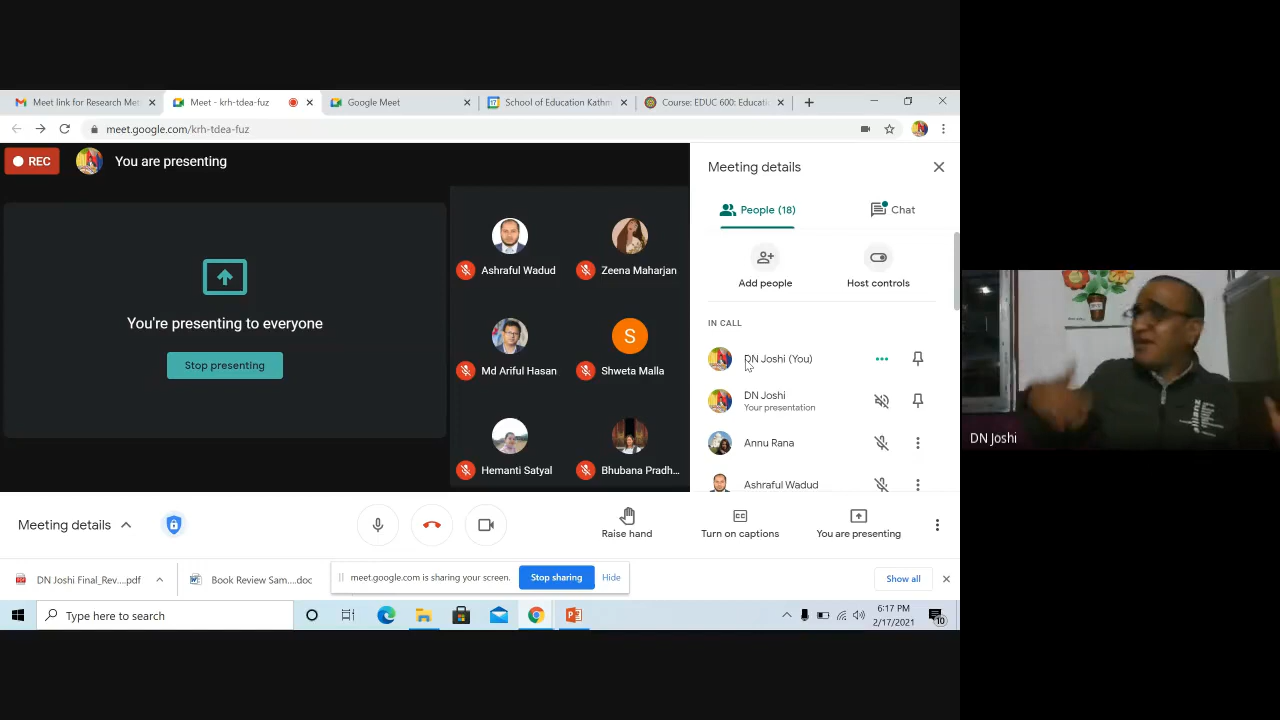 Meet link for Research Met
Meet - krh-tdea-fuz
Google Meet
School of Education Kathm
Course: EDUC 600: Educatio
meet.google.com/krh-tdea-fuz
REC
You are presenting
Meeting details
People (18)
Chat
Add people
Host controls
IN CALL
DN Joshi (You)
DN Joshi
Your presentation
Annu Rana
Ashraful Wadud
You're presenting to everyone
Stop presenting
Ashraful Wadud
Zeena Maharjan
Md Ariful Hasan
S
Shweta Malla
Hemanti Satyal
Bhubana Pradh...
DN Joshi
Meeting details
Raise hand
CC
Turn on captions
You are presenting
DN Joshi Final_Rev....pdf
Book Review Sam....doc
meet.google.com is sharing your screen.
Stop sharing
Hide
Show all
Type here to search
6:17 PM
2/17/2021
10